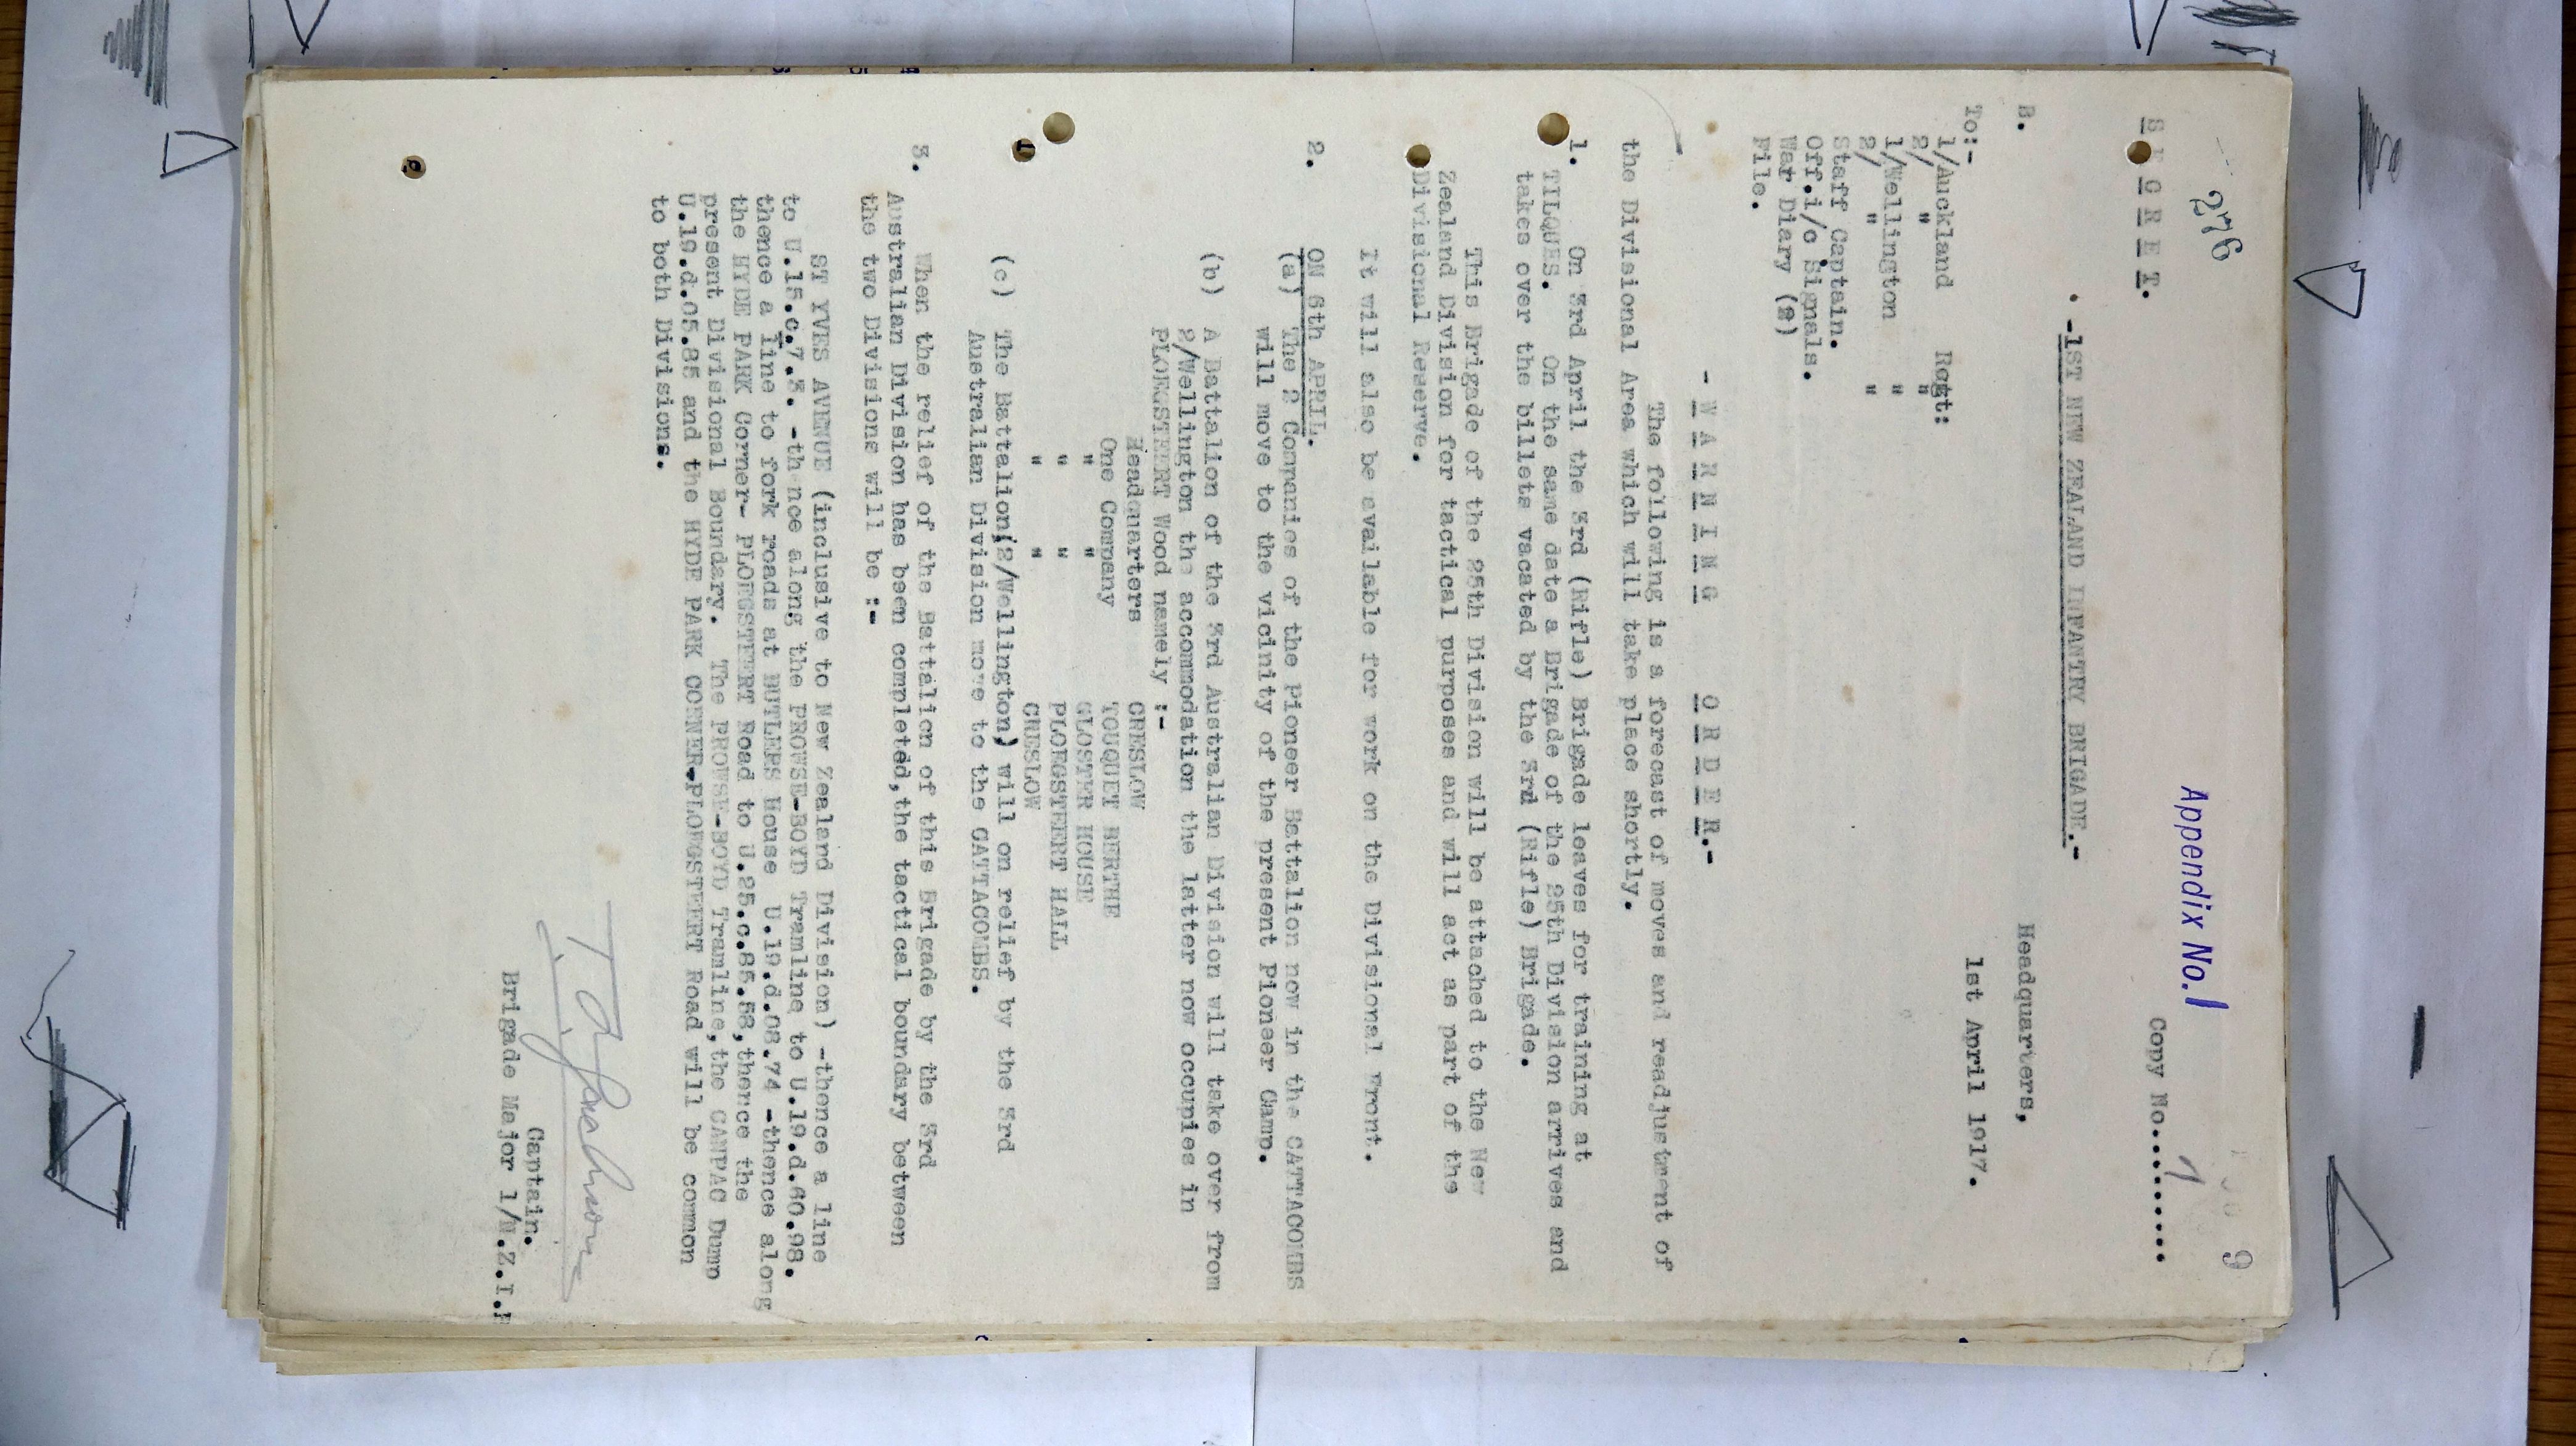 276
Appendix No.1
9
S E C R E T.
Copy No.........
1
-1ST NEW ZEALAND INFANTRY BRIGADE.-
B.
Headquarters,
1st April 1917.
To:-
1/Auckland Regt:
2/ " "
1/Wellington "
2/ " "
Staff Captain.
Off.i/c Signals.
War Diary (2)
File.
- W A R N I N G O R D E R.-
The following is a forecast of moves and readjustment of
the Divisional Area which will take place shortly.
1. On 3rd April the 3rd (Rifle) Brigade leaves for training at
TILQUES. On the same date a Brigade of the 25th Division arrives and
takes over the billets vacated by the 3rd (Rifle) Brigade.
This Brigade of the 25th Division will be attached to the New
Zealand Division for tactical purposes and will act as part of the
Divisional Reserve.
It will also be available for work on the Divisional Front.
2. ON 6th APRIL.
(a) The 2 Companies of the Pioneer Battalion now in the CATTACOMBS
will move to the vicinity of the present Pioneer Camp.
(b) A Battalion of the 3rd Australian Division will take over from
2/Wellington the accommodation the latter now occupies in
PLOEGSTEERT Wood namely :-
Headquarters CRESLOW
One Company TOUQUET BERTHE
" " GLOSTER HOUSE
" " PLOEGSTEERT HALL
" " CRESLOW
(c) The Battalion(2/Wellington) will on relief by the 3rd
Australian Division move to the CATTACOMBS.
3. When the relief of the Battalion of this Brigade by the 3rd
Australian Division has been completed,the tactical boundary between
the two Divisions will be :-
ST YVES AVENUE (inclusive to New Zealand Division) -thence a line
to U.15.c.7.3. -th nce along the PROWSE-BOYD Tramline to U.19.d.60.98.
thence a line to fork roads at BUTLERS House U.19.d.08.74 -thence along
the HYDE PARK Corner- PLOEGSTEERT Road to U.25.c.85.58,thence the
present Divisional Boundary. The PROWSE-BOYD Tramline,the CANPAC Dump
U.19.d.05.85 and the HYDE PARK CORNER-PLOEGSTEERT Road will be common
to both Divisions.
Captain.
Brigade Major 1/N.Z.I.B